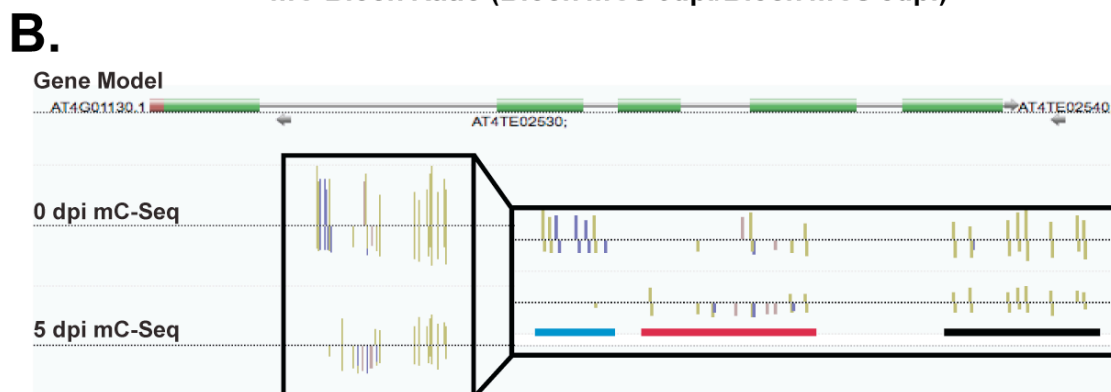 B.
Gene Model
AT4G01130.1
AT4TE02540
AT4TE02530;
0 dpi mC-Seq
5 dpi mC-Seq